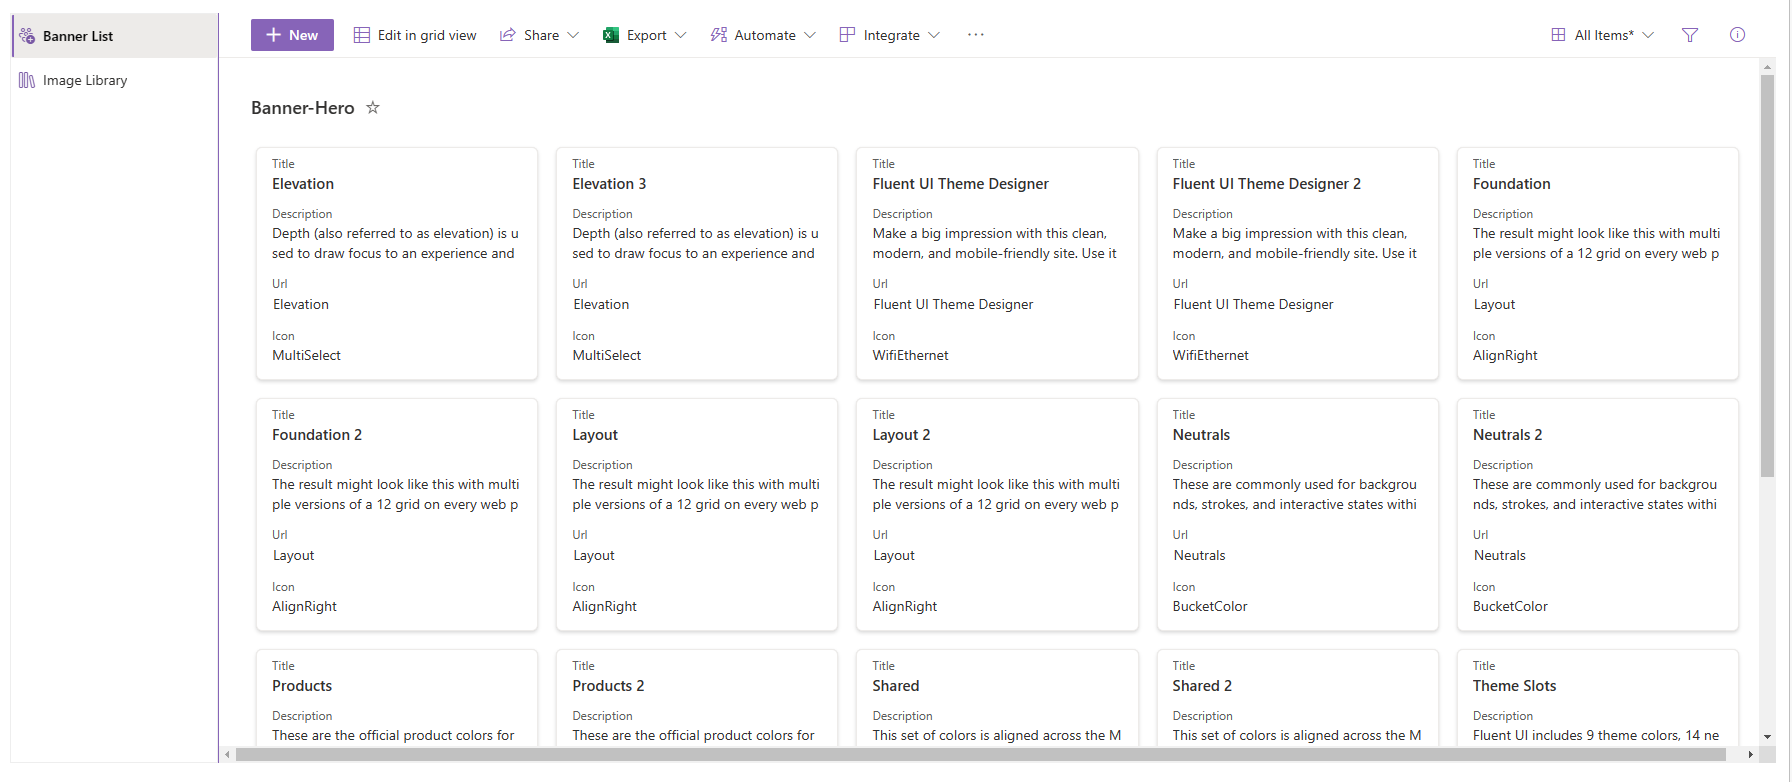 Banner List
Image Library
New
Edit in grid view
Share
Export
Automate
Integrate
...
All Items*
Banner-Hero
Title
Elevation
Description
Depth (also referred to as elevation) is u
sed to draw focus to an experience and
Url
Elevation
Icon
MultiSelect
Title
Elevation 3
Description
Depth (also referred to as elevation) is u
sed to draw focus to an experience and
Url
Elevation
Icon
MultiSelect
Title
Fluent UI Theme Designer
Description
Make a big impression with this clean,
modern, and mobile-friendly site. Use it
Url
Fluent UI Theme Designer
Icon
WifiEthernet
Title
Fluent UI Theme Designer 2
Description
Make a big impression with this clean,
modern, and mobile-friendly site. Use it
Url
Fluent UI Theme Designer
Icon
WifiEthernet
Title
Foundation
Description
The result might look like this with multi
ple versions of a 12 grid on every web p
Url
Layout
Icon
AlignRight
Title
Foundation 2
Description
The result might look like this with multi
ple versions of a 12 grid on every web p
Url
Layout
Icon
AlignRight
Title
Layout
Description
The result might look like this with multi
ple versions of a 12 grid on every web p
Url
Layout
Icon
AlignRight
Title
Layout 2
Description
The result might look like this with multi
ple versions of a 12 grid on every web p
Url
Layout
Icon
AlignRight
Title
Neutrals
Description
These are commonly used for backgrou
nds, strokes, and interactive states withi
Url
Neutrals
Icon
BucketColor
Title
Neutrals 2
Description
These are commonly used for backgrou
nds, strokes, and interactive states withi
Url
Neutrals
Icon
BucketColor
Title
Products
Description
These are the official product colors for
Title
Products 2
Description
These are the official product colors for
Title
Shared
Description
This set of colors is aligned across the M
Title
Shared 2
Description
This set of colors is aligned across the M
Title
Theme Slots
Description
Fluent UI includes 9 theme colors, 14 ne